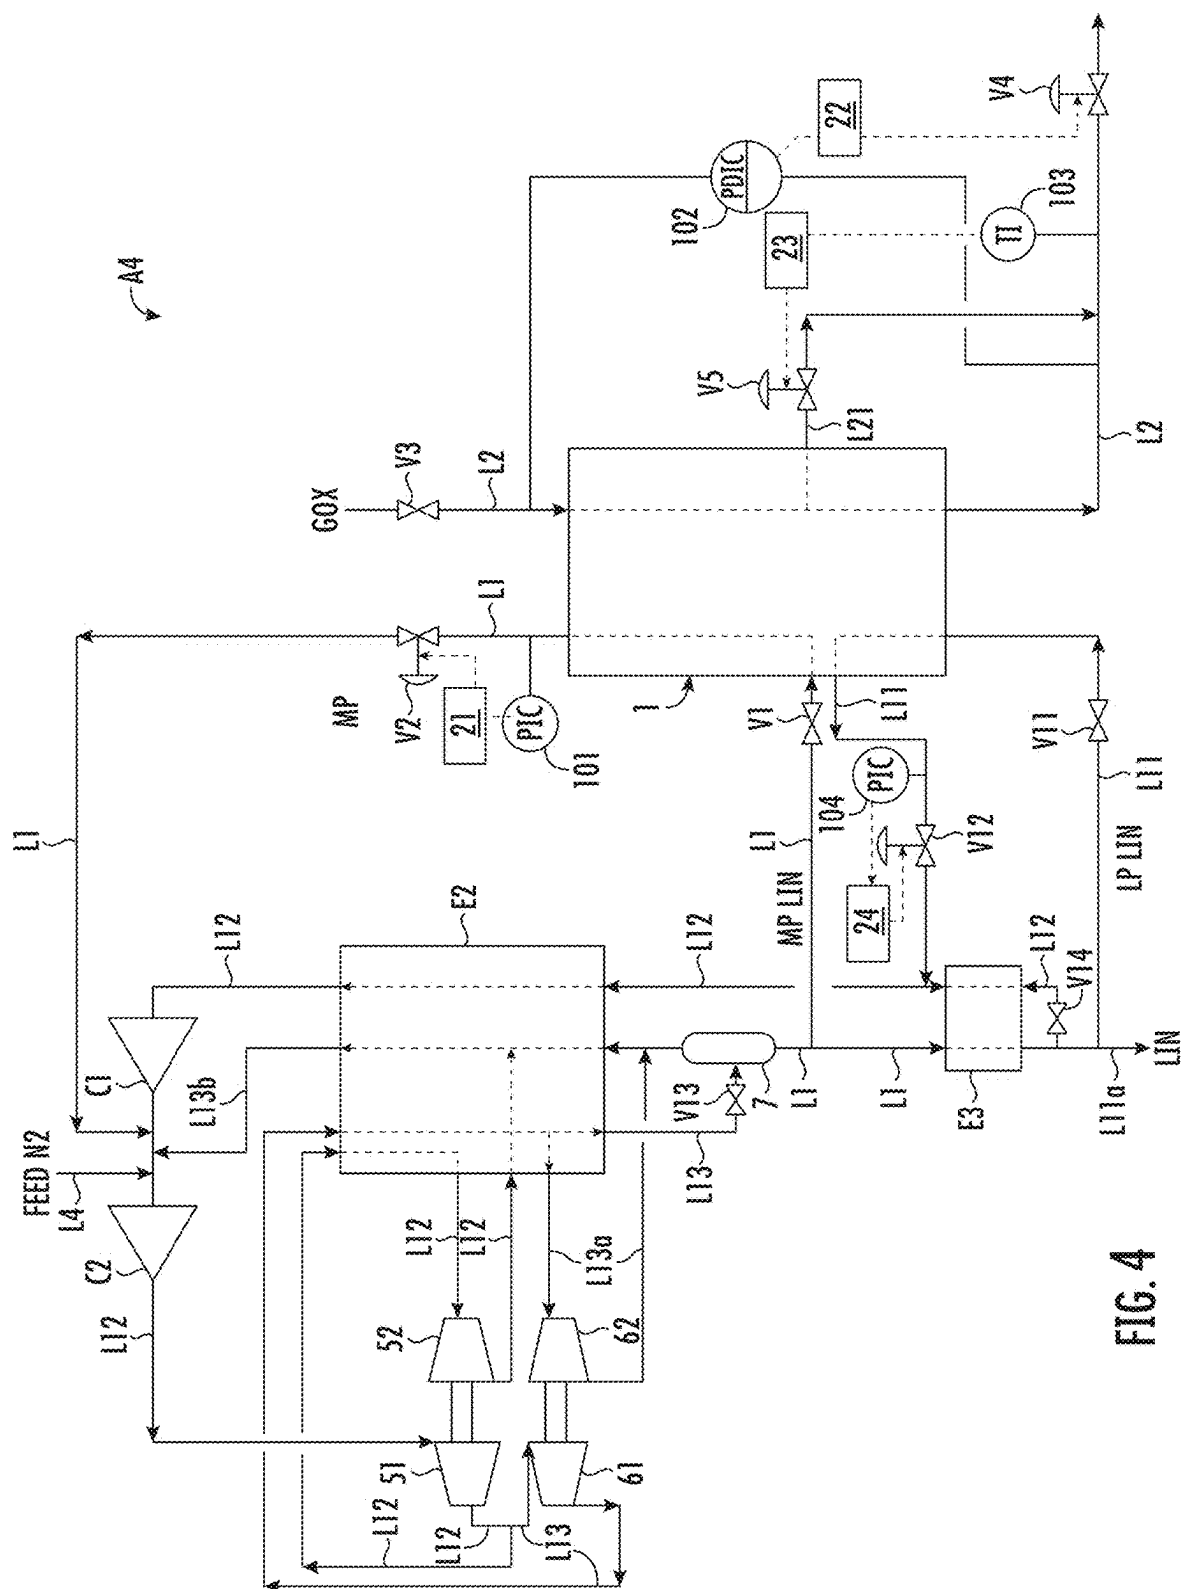 A4
FEED N2
L4
C1
C2
L12
L1
L12
L13b
E2
MP
V2
21
PIC
101
L1
GOX
V3
L2
102
PDIC
22
V4
23
TI
103
V5
L21
L2
1
V1
L11
L1
MP LIN
104
PIC
24
V12
V11
L11
LP LIN
L12
V14
L12
E3
L1
L1
7
V13
L13
L11a
LIN
L12
L12
L13a
52
62
51
61
L12
L12
L13
FIG. 4